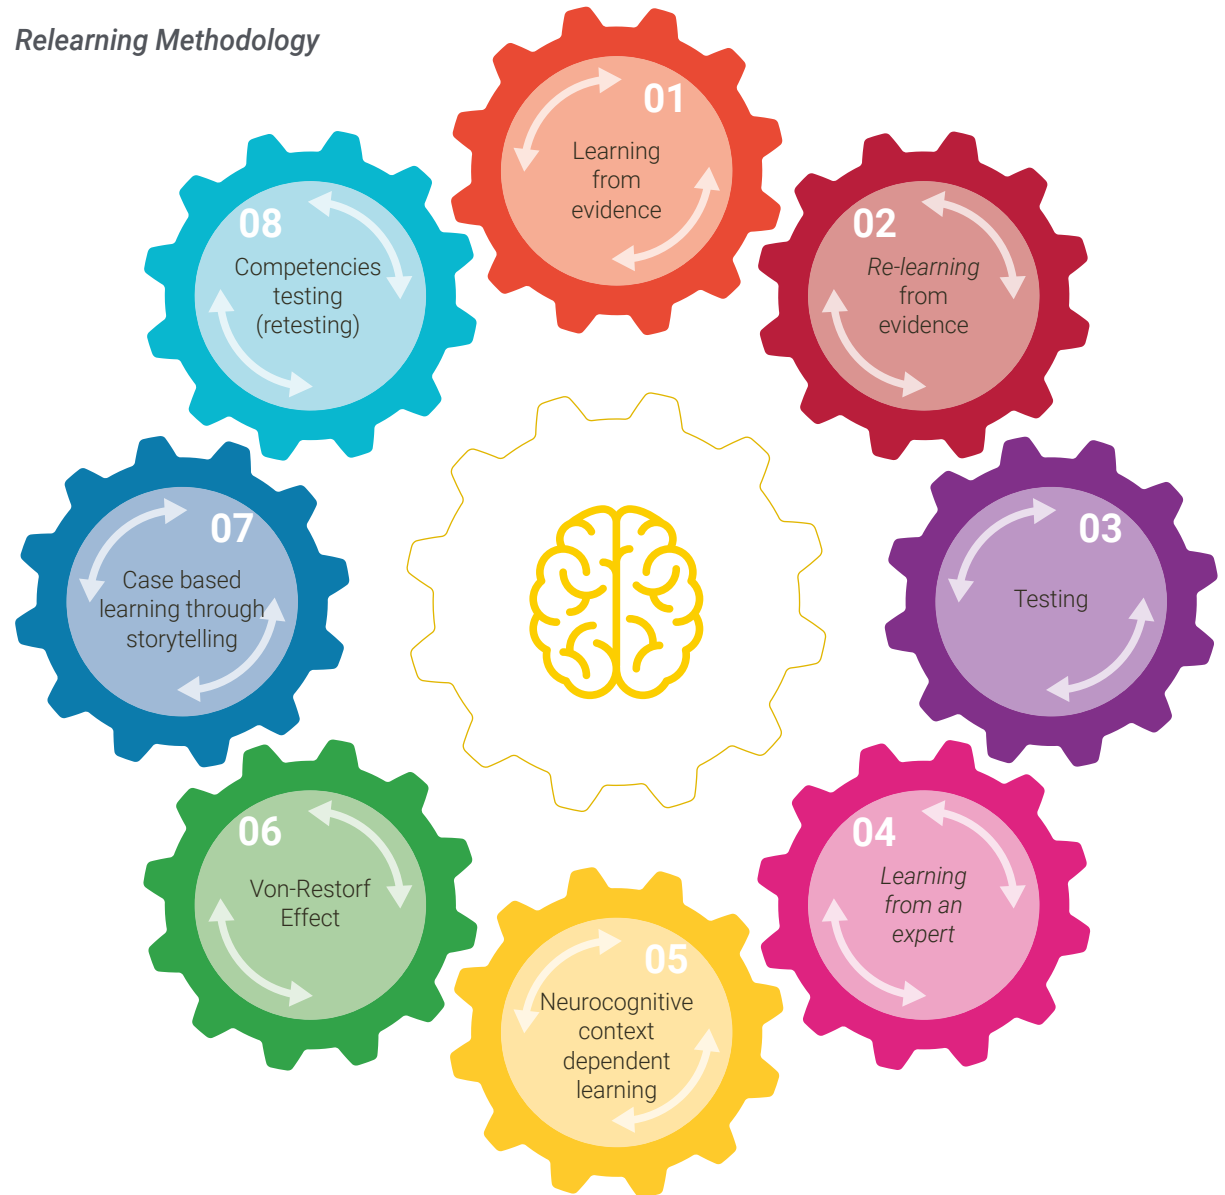 Relearning Methodology
01
Learning
from
evidence
02
Re-learning
from
evidence
03
Testing
04
Learning
from an
expert
05
Neurocognitive
context
dependent
learning
06
Von-Restorf
Effect
07
Case based
learning through
storytelling
08
Competencies
testing
(retesting)